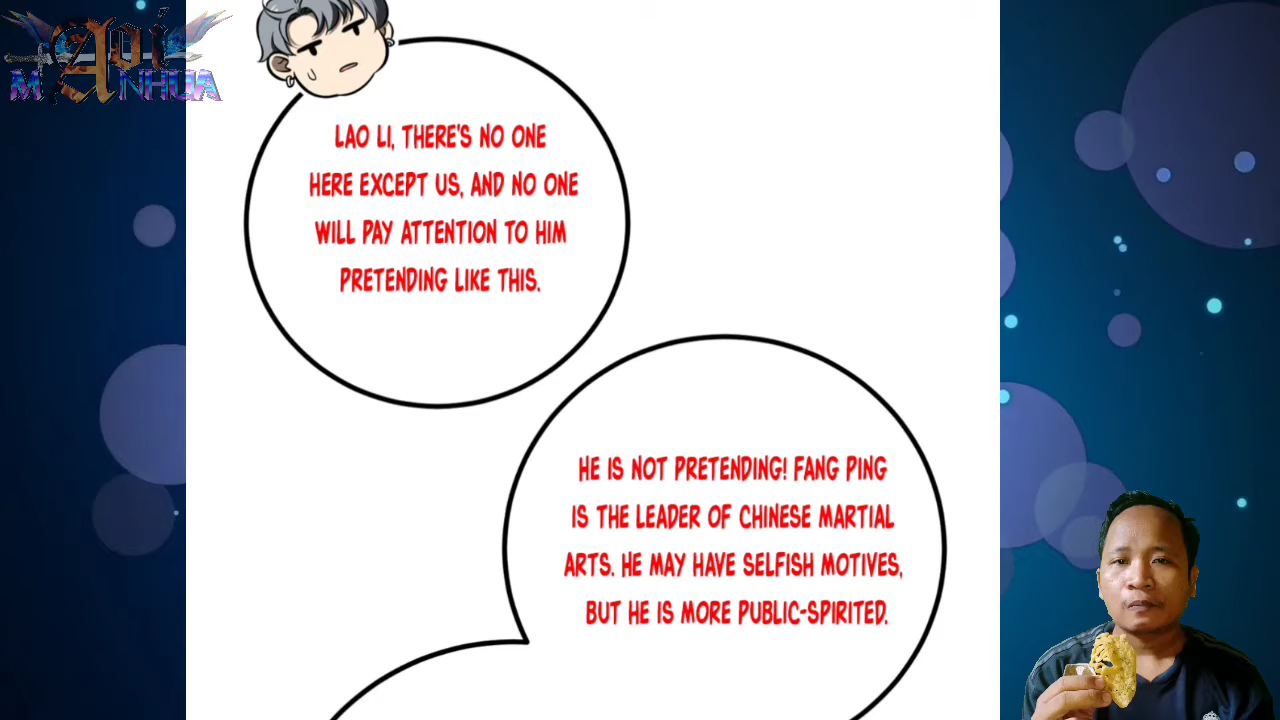 Aoi
MANHUA
LAO LI, THERE'S NO ONE
HERE EXCEPT US, AND NO ONE
WILL PAY ATTENTION TO HIM
PRETENDING LIKE THIS.
HE IS NOT PRETENDING! FANG PING
IS THE LEADER OF CHINESE MARTIAL
ARTS. HE MAY HAVE SELFISH MOTIVES,
BUT HE IS MORE PUBLIC-SPIRITED.